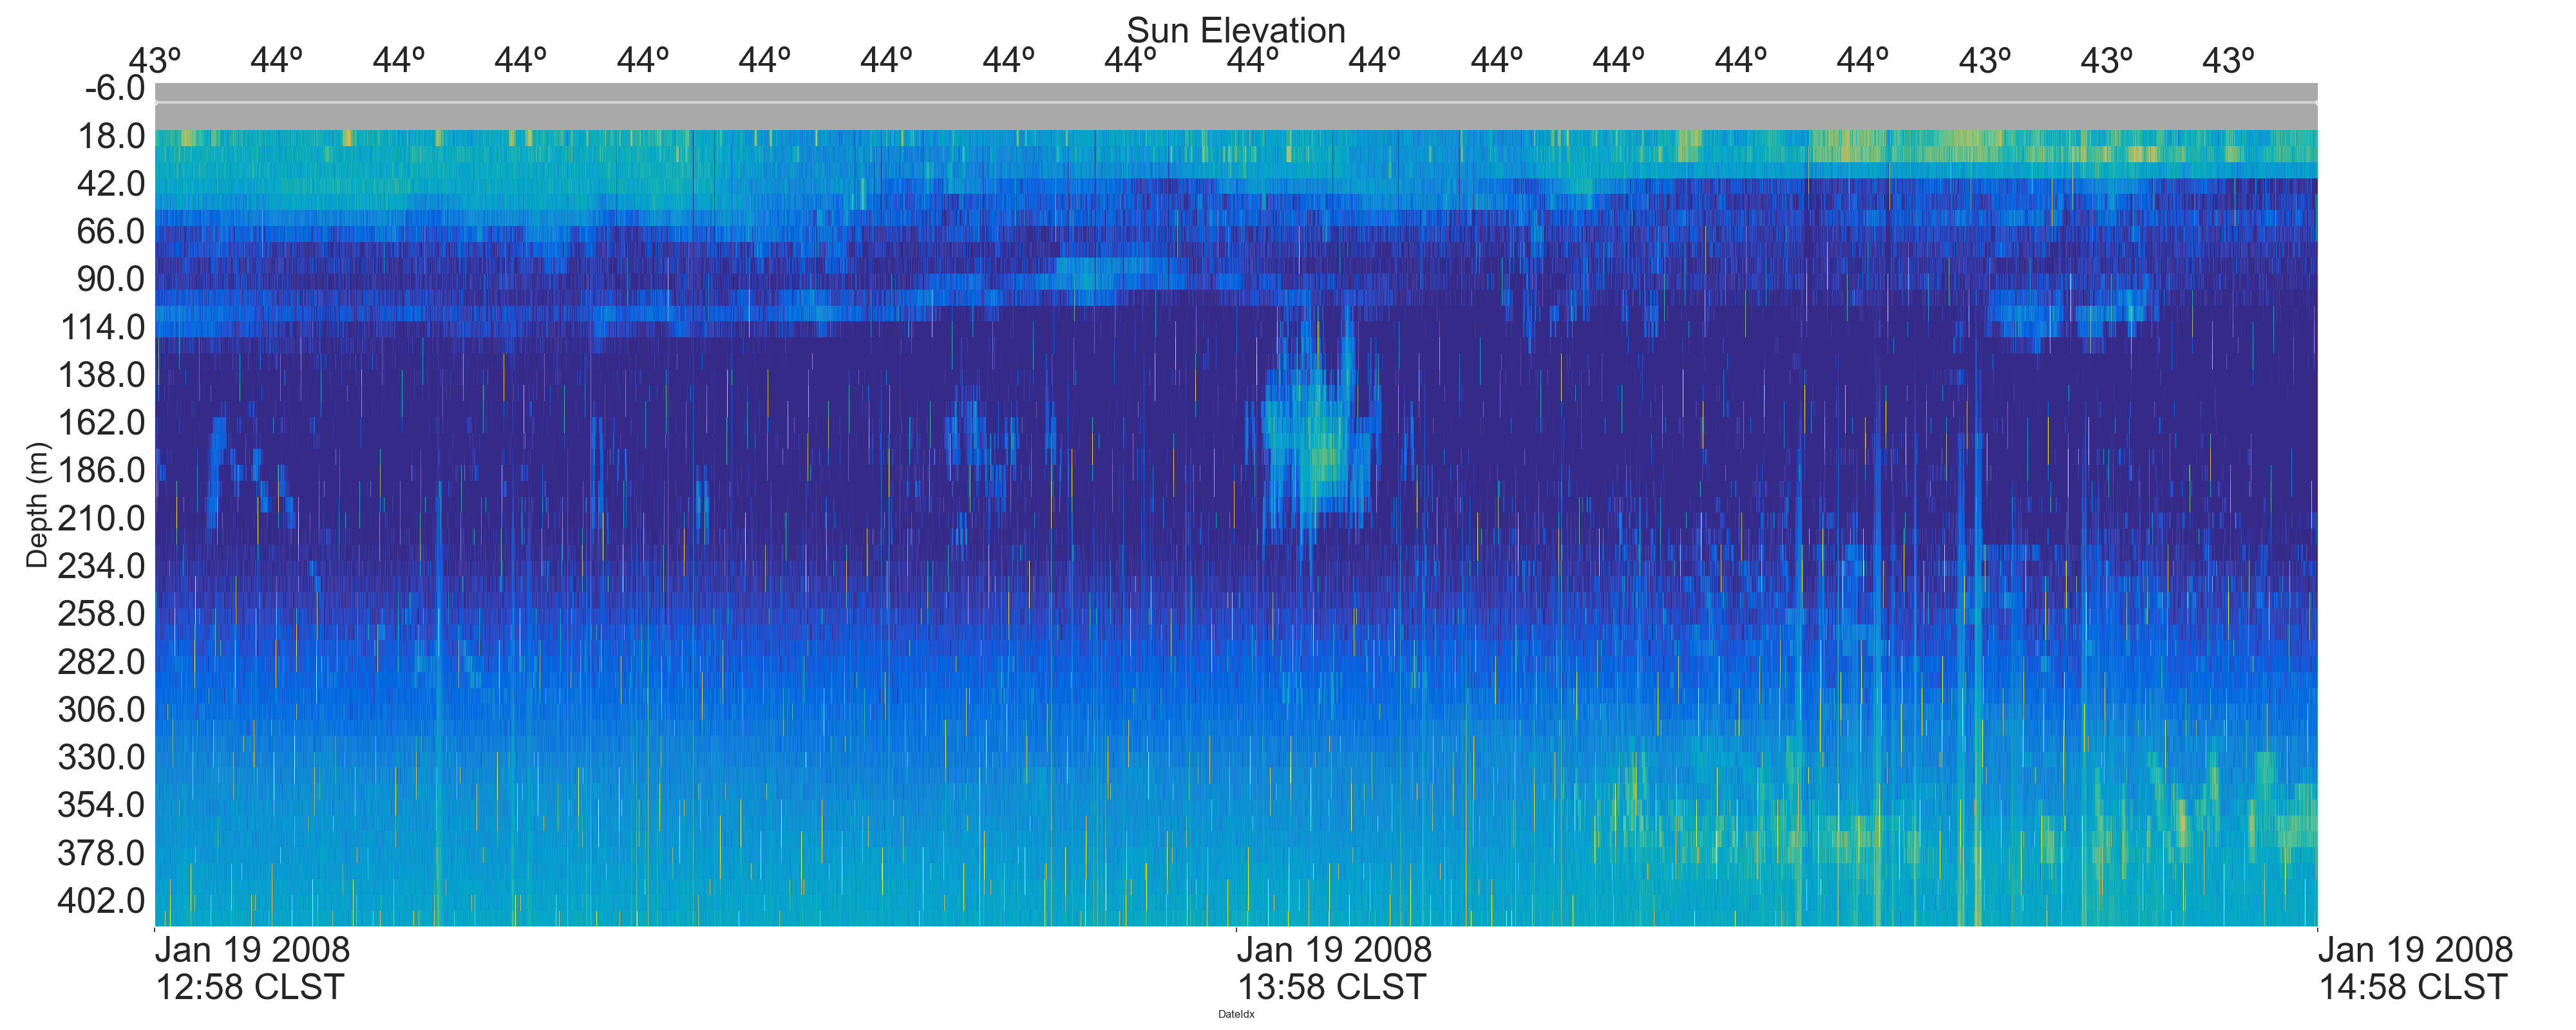 Sun Elevation
43º 44º 44º 44º 44º 44º 44º 44º 44º 44º 44º 44º 44º 44º 44º 43º 43º 43º
-6.0
18.0
42.0
66.0
90.0
114.0
138.0
162.0
186.0
210.0
234.0
258.0
282.0
306.0
330.0
354.0
378.0
402.0
Depth (m)
Jan 19 2008
12:58 CLST
Jan 19 2008
13:58 CLST
Jan 19 2008
14:58 CLST
DateIdx